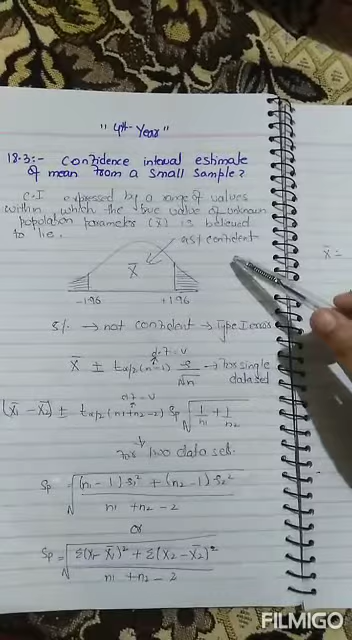 "4th-Year"
18.3:- Confidence interval estimate
of mean from a small sample?
C-I expressed by a range of values
within which the true value of unknown
population parameter (X̄) is believed
to lie.
95% confident
X̄
-1.96 +1.96
5% → not confident → Type I error
d.f = v
X̄ ± tα/2(n-1) s/√n → for single
data set
d.f = v
(X̄1 - X̄2) ± tα/2(n1+n2-2) Sp √(1/n1 + 1/n2)
↓
for two data sets.
Sp √((n1 - 1) s1² + (n2 - 1) s2² / n1 + n2 - 2)
or
Sp = √(Σ(X1 - X̄1)² + Σ(X2 - X̄2)² / n1 + n2 - 2)
X̄ =
FILMIGO